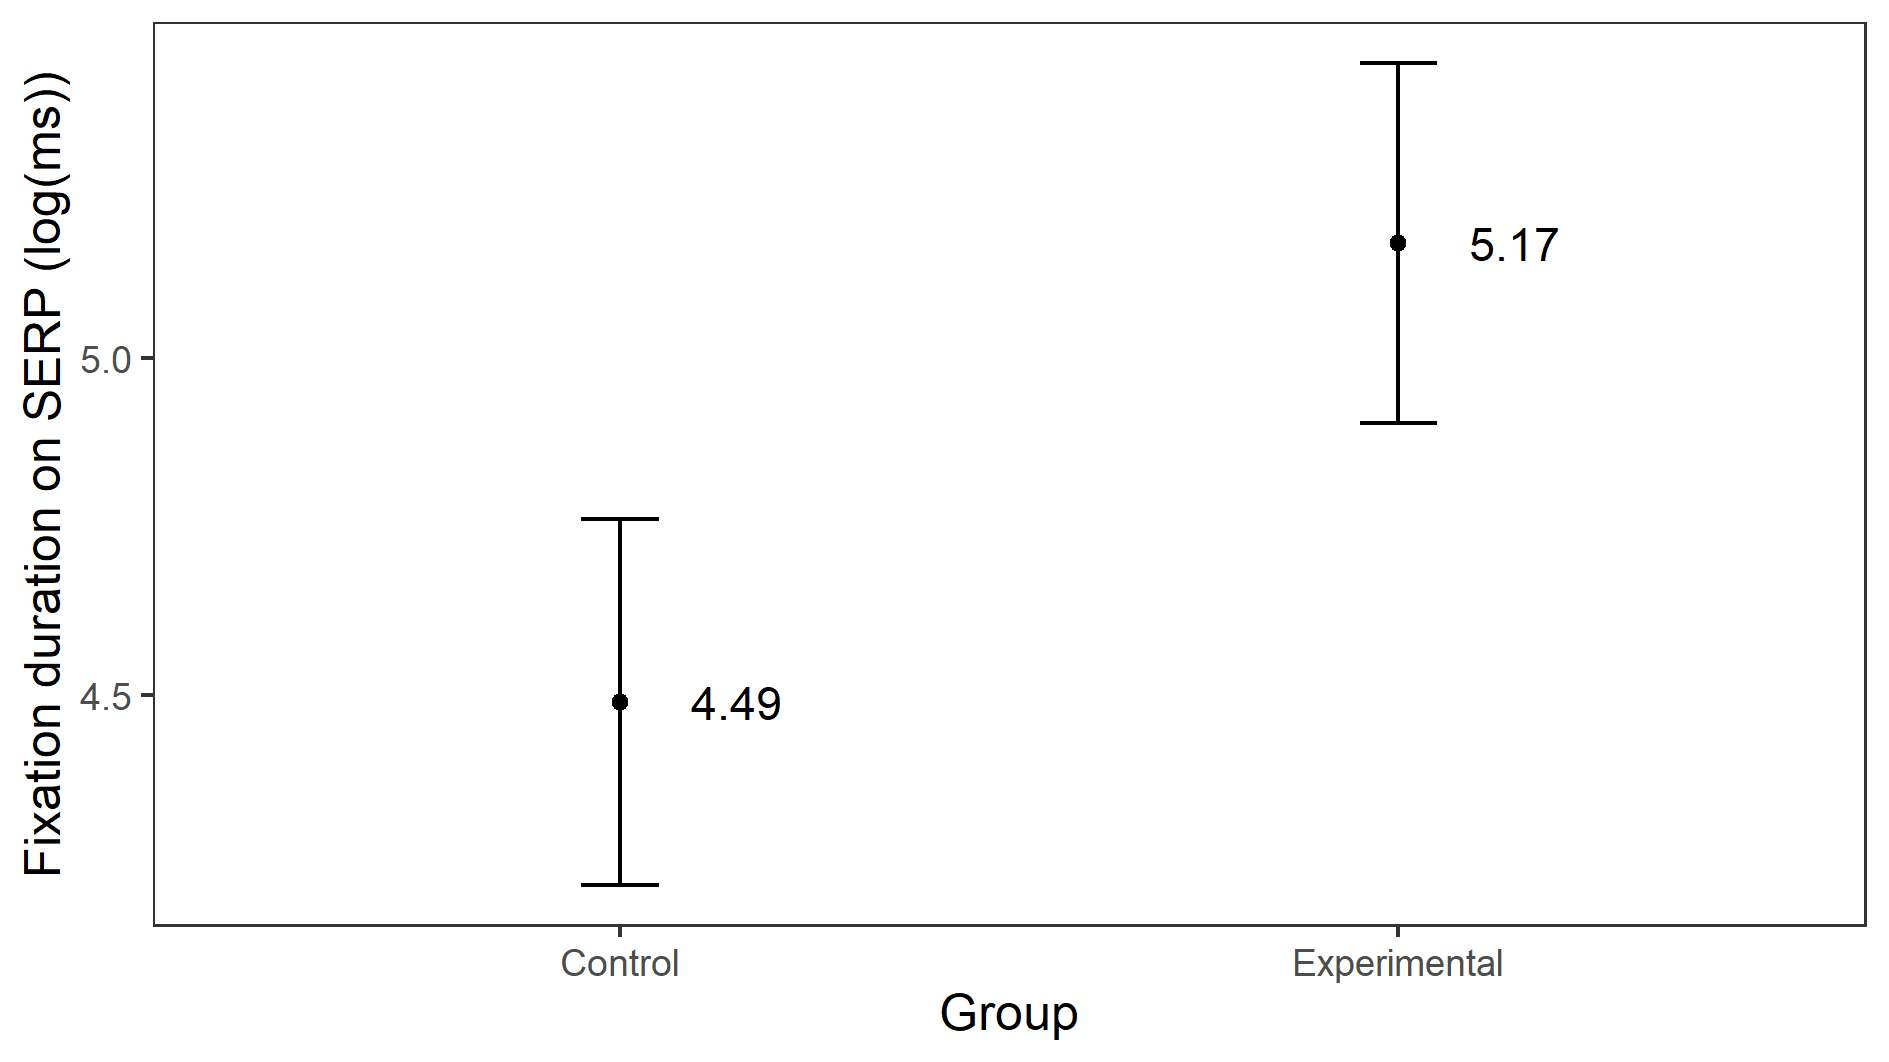 Fixation duration on SERP (log(ms))
5.0
4.5
5.17
4.49
Control
Experimental
Group